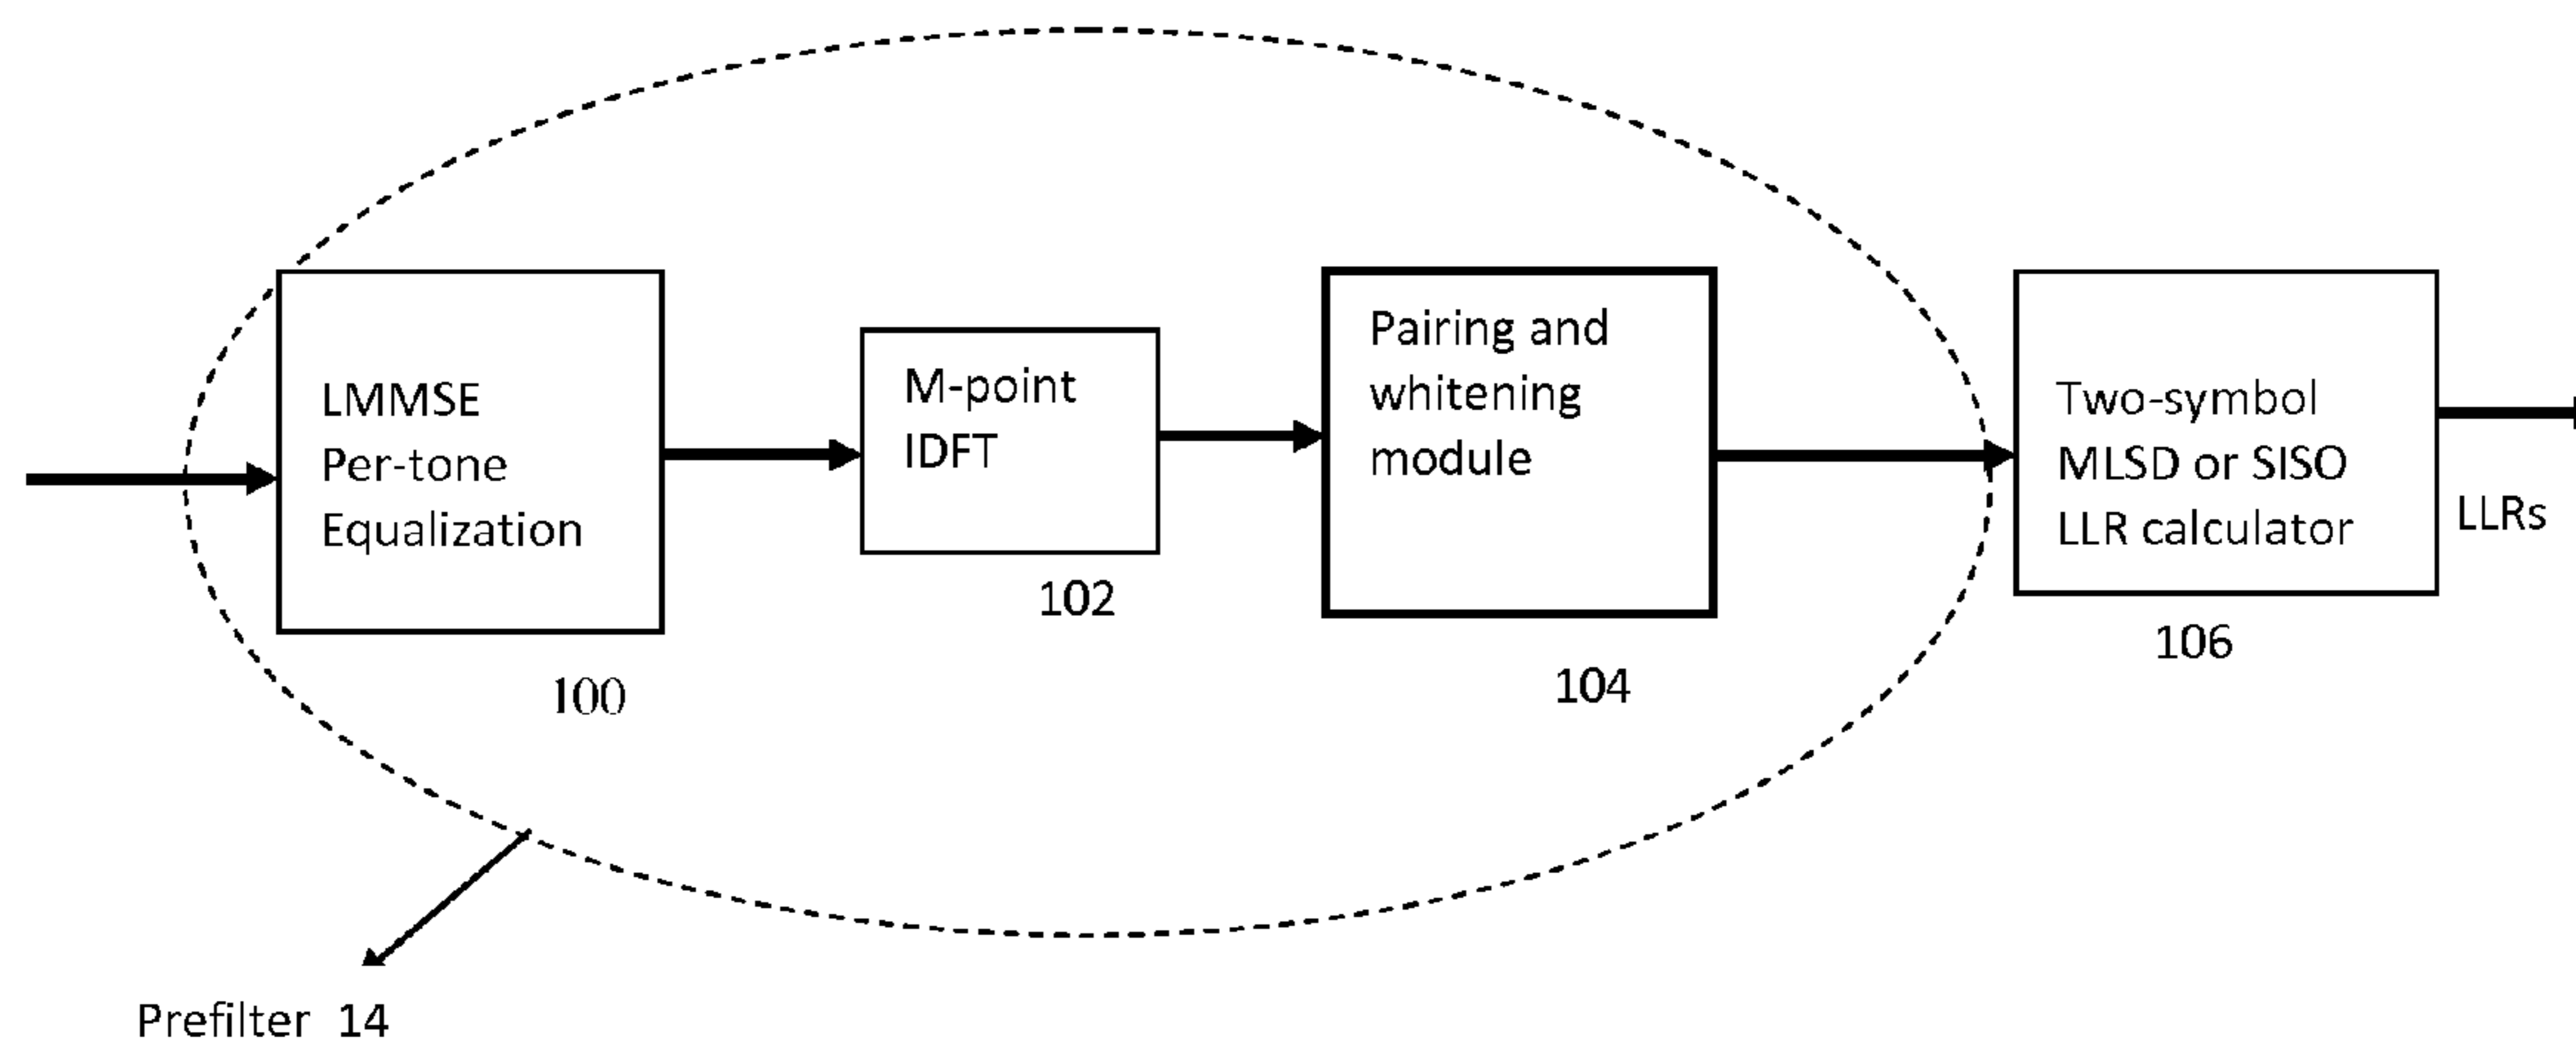 LMMSE
Per-tone
Equalization
100
M-point
IDFT
102
Pairing and
whitening
module
104
Two-symbol
MLSD or SISO
LLR calculator
106
LLRs
Prefilter 14